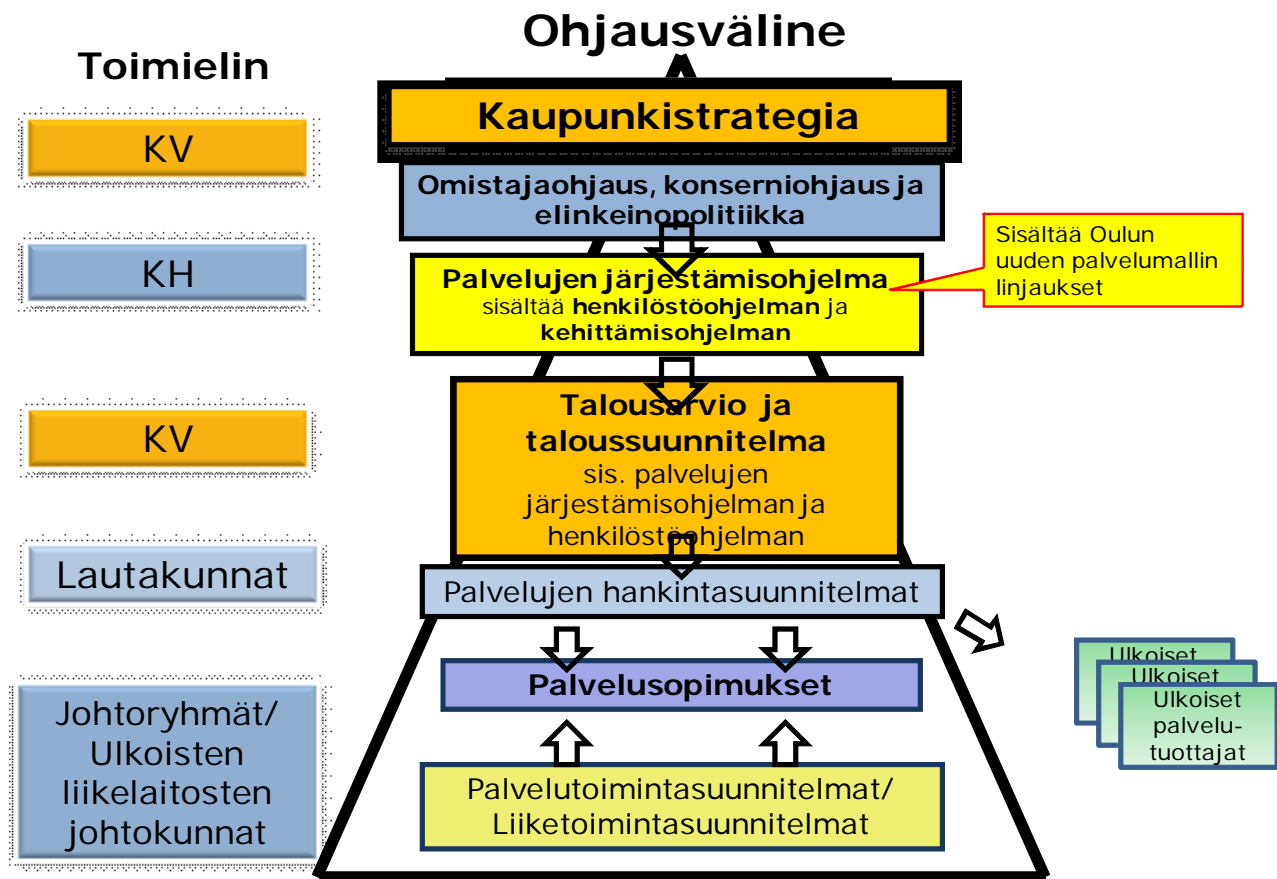 Ohjausväline
Toimielin
Kaupunkistrategia
KV
Omistajaohjaus, konserniohjaus ja
elinkeinopolitiikka
KH
Palvelujen järjestämisohjelma
sisältää henkilöstöohjelman ja
kehittämisohjelman
Sisältää Oulun
uuden palvelumallin
linjaukset
KV
Talousarvio ja
taloussuunnitelma
sis. palvelujen
järjestämisohjelman ja
henkilöstöohjelman
Lautakunnat
Palvelujen hankintasuunnitelmat
Palvelusopimukset
Johtoryhmät/
Ulkoisten
liikelaitosten
johtokunnat
Palvelutoimintasuunnitelmat/
Liiketoimintasuunnitelmat
Ulkoiset
Ulkoiset
Ulkoiset
palvelu-
tuottajat